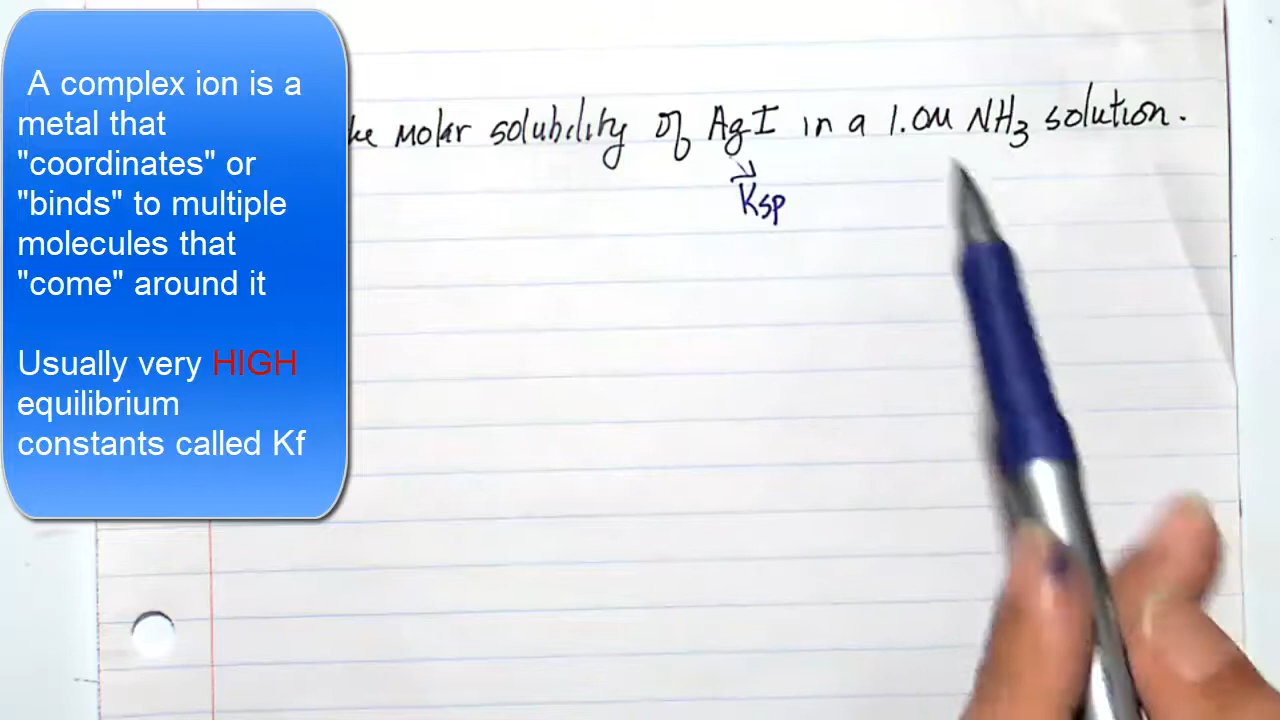 A complex ion is a
metal that
"coordinates" or
"binds" to multiple
molecules that
"come" around it
Usually very HIGH
equilibrium
constants called Kf
molar solubility of AgI in a 1.0M NH3 solution.
Ksp